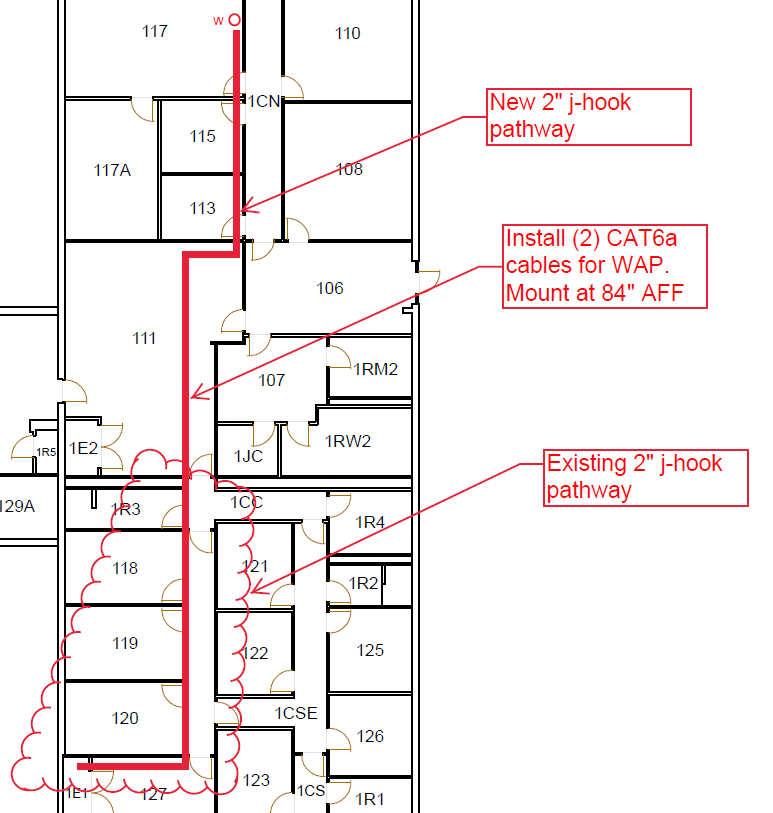 117
W
110
1CN
New 2" j-hook
pathway
115
117A
108
113
Install (2) CAT6a
cables for WAP.
Mount at 84" AFF
106
111
107
1RM2
1E2
1R5
1JC
1RW2
Existing 2" j-hook
pathway
129A
1R3
1CC
1R4
118
121
1R2
119
122
125
120
1CSE
126
1E1
127
123
1CS
1R1